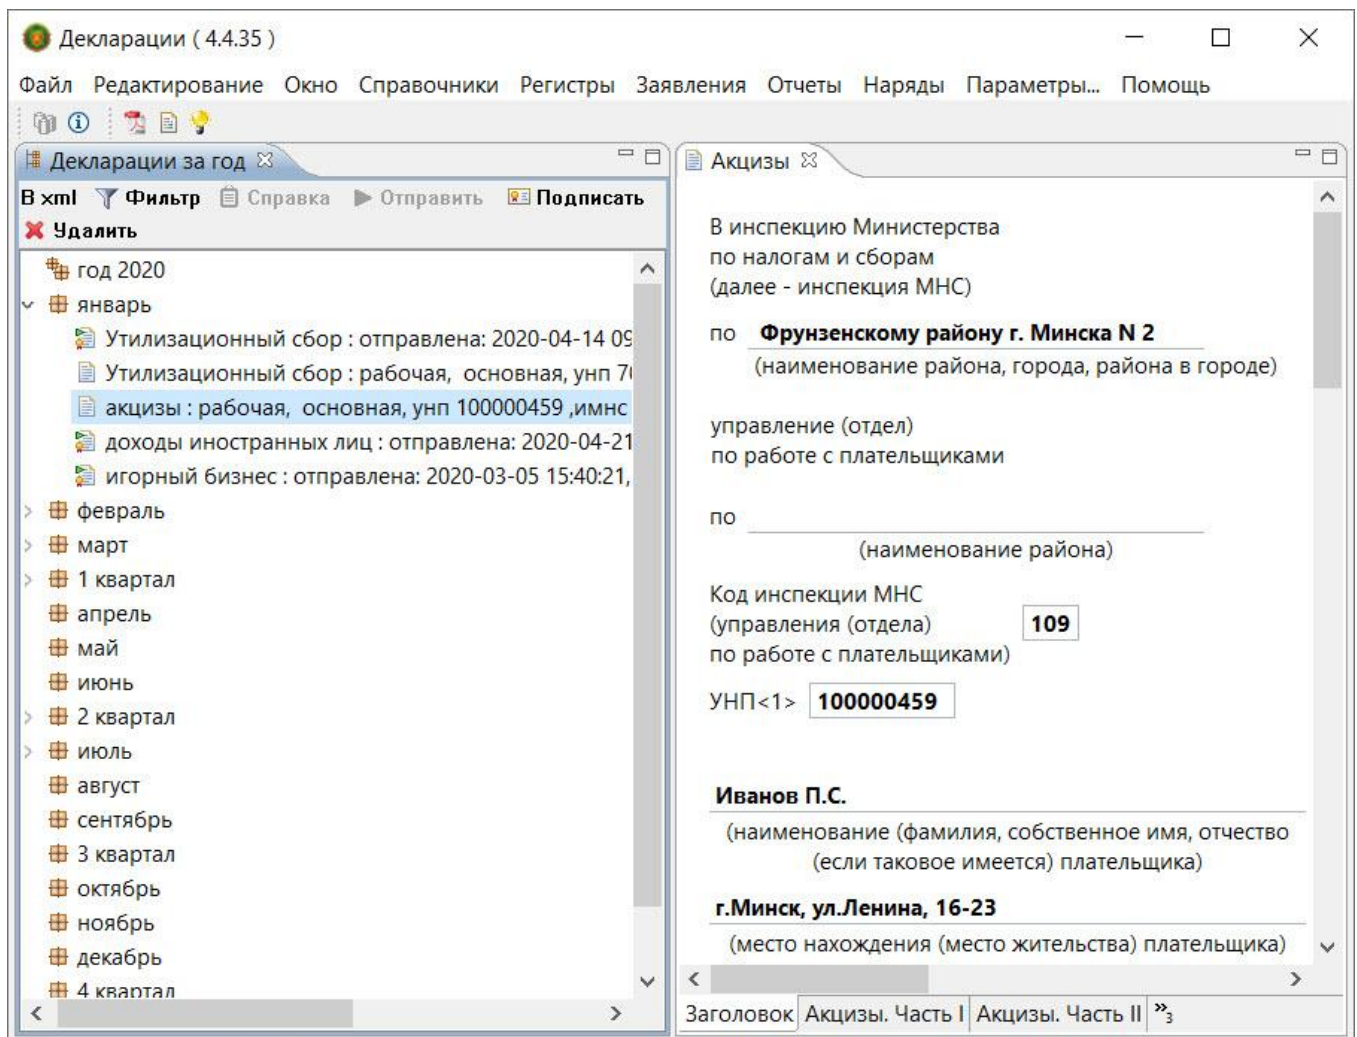 Декларации ( 4.4.35 )
Файл Редактирование Окно Справочники Регистры Заявления Отчеты Наряды Параметры... Помощь
Декларации за год
В xml Фильтр Справка Отправить Подписать
Удалить
год 2020
январь
Утилизационный сбор : отправлена: 2020-04-14 09
Утилизационный сбор : рабочая, основная, унп 7
акцизы : рабочая, основная, унп 100000459 ,имнс
доходы иностранных лиц : отправлена: 2020-04-21
игорный бизнес : отправлена: 2020-03-05 15:40:21,
февраль
март
1 квартал
апрель
май
июнь
2 квартал
июль
август
сентябрь
3 квартал
октябрь
ноябрь
декабрь
4 квартал
Акцизы
В инспекцию Министерства
по налогам и сборам
(далее - инспекция МНС)
по Фрунзенскому району г. Минска N 2
(наименование района, города, района в городе)
управление (отдел)
по работе с плательщиками
по
(наименование района)
Код инспекции МНС
(управления (отдела) 109
по работе с плательщиками)
УНП<1> 100000459
Иванов П.С.
(наименование (фамилия, собственное имя, отчество
(если таковое имеется) плательщика)
г.Минск, ул.Ленина, 16-23
(место нахождения (место жительства) плательщика)
Заголовок Акцизы. Часть I Акцизы. Часть II »3